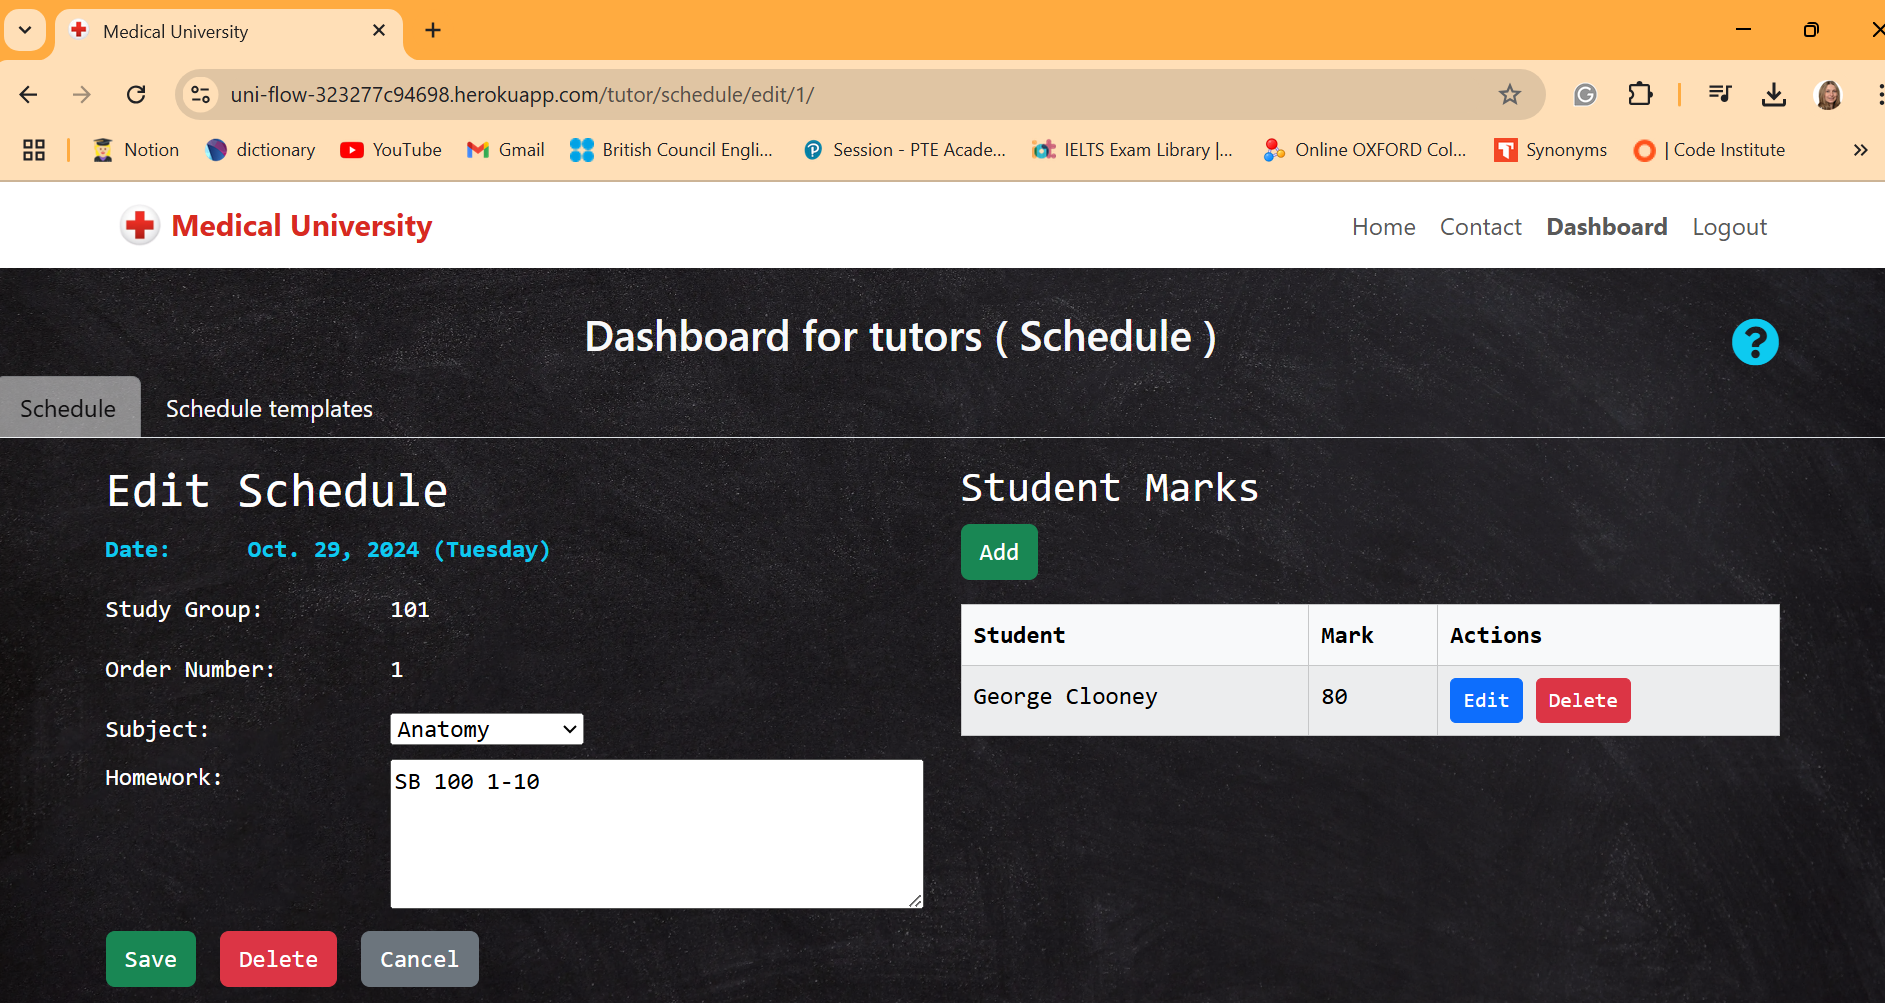 Medical University
uni-flow-323277c94698.herokuapp.com/tutor/schedule/edit/1/
Notion dictionary YouTube Gmail British Council Engli... Session - PTE Acade... IELTS Exam Library |... Online OXFORD Col... Synonyms | Code Institute
Medical University Home Contact Dashboard Logout
Dashboard for tutors ( Schedule ) ?
Schedule Schedule templates
Edit Schedule
Date: Oct. 29, 2024 (Tuesday)
Study Group: 101
Order Number: 1
Subject: Anatomy
Homework: SB 100 1-10
Save Delete Cancel
Student Marks
Add
Student Mark Actions
George Clooney 80 Edit Delete